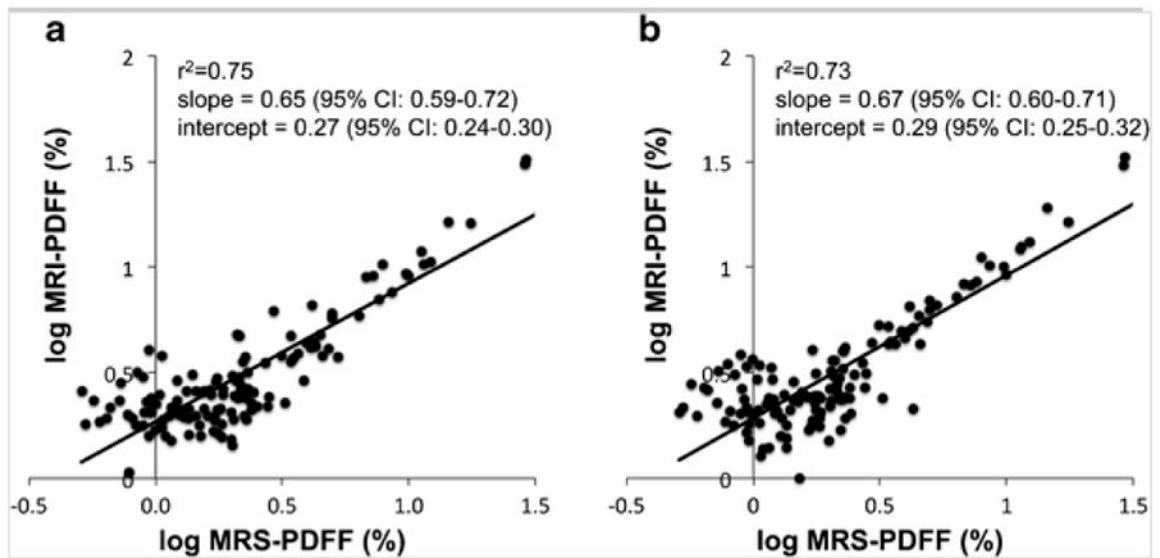 a
r²=0.75
slope = 0.65 (95% CI: 0.59-0.72)
intercept = 0.27 (95% CI: 0.24-0.30)
log MRI-PDFF (%)
2
1.5
1
0.5
0
-0.5 0.0 0.5 1.0 1.5
log MRS-PDFF (%)
b
r²=0.73
slope = 0.67 (95% CI: 0.60-0.71)
intercept = 0.29 (95% CI: 0.25-0.32)
log MRI-PDFF (%)
2
1.5
1
0.5
0
-0.5 0 0.5 1 1.5
log MRS-PDFF (%)